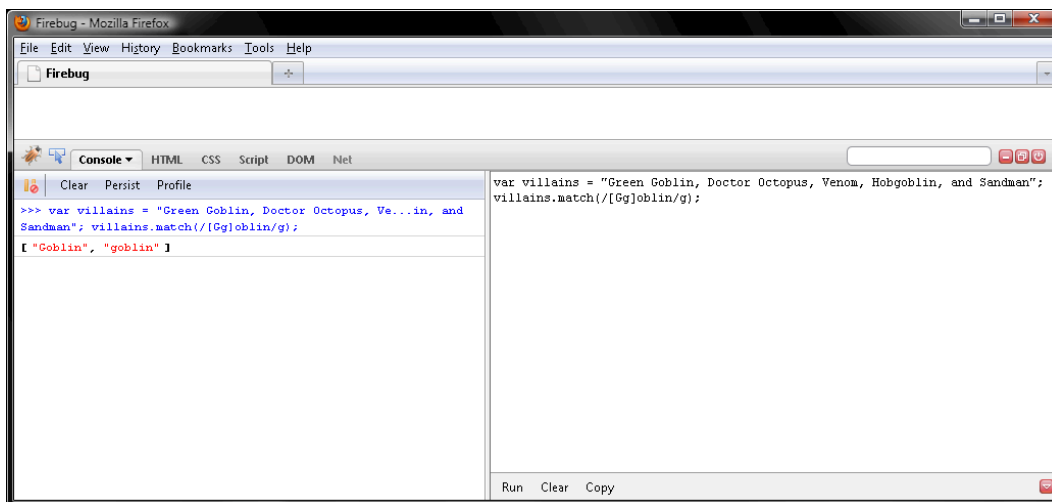 Firebug - Mozilla Firefox
File Edit View History Bookmarks Tools Help
Firebug
Console HTML CSS Script DOM Net
Clear Persist Profile
>>> var villains = "Green Goblin, Doctor Octopus, Ve...in, and
Sandman"; villains.match(/[Gg]oblin/g);
[ "Goblin", "goblin" ]
var villains = "Green Goblin, Doctor Octopus, Venom, Hobgoblin, and Sandman";
villains.match(/[Gg]oblin/g);
Run Clear Copy